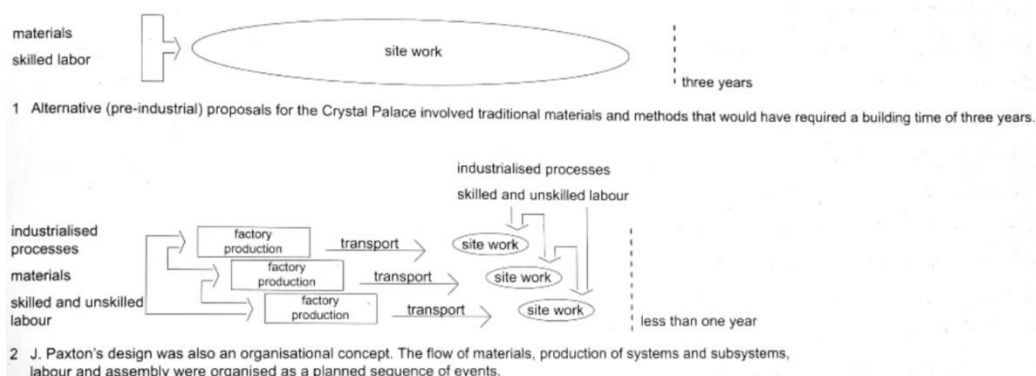 materials
skilled labor
site work
three years
1 Alternative (pre-industrial) proposals for the Crystal Palace involved traditional materials and methods that would have required a building time of three years.
industrialised processes
skilled and unskilled labour
industrialised
processes
materials
skilled and unskilled
labour
factory
production
transport
site work
factory
production
transport
site work
factory
production
transport
site work
less than one year
2 J. Paxton's design was also an organisational concept. The flow of materials, production of systems and subsystems,
labour and assembly were organised as a planned sequence of events.